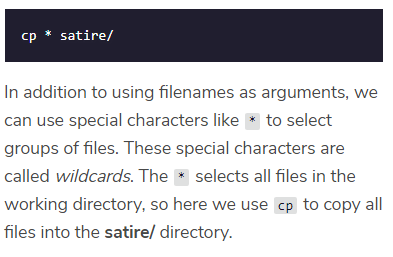 cp * satire/
In addition to using filenames as arguments, we
can use special characters like * to select
groups of files. These special characters are
called wildcards. The * selects all files in the
working directory, so here we use cp to copy all
files into the satire/ directory.